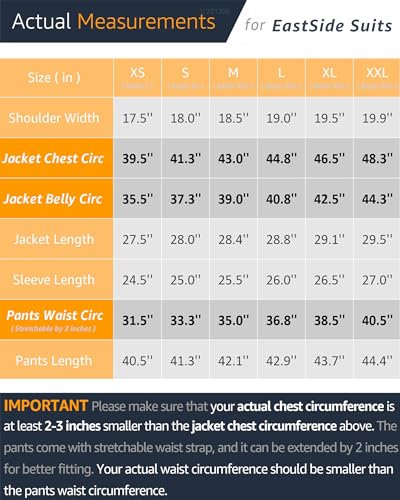 Actual Measurements for EastSide Suits
Size ( in ) XS S M L XL XXL
Shoulder Width 17.5'' 18.0'' 18.5'' 19.0'' 19.5'' 19.9''
Jacket Chest Circ 39.5'' 41.3'' 43.0'' 44.8'' 46.5'' 48.3''
Jacket Belly Circ 35.5'' 37.3'' 39.0'' 40.8'' 42.5'' 44.3''
Jacket Length 27.5'' 28.0'' 28.4'' 28.8'' 29.1'' 29.5''
Sleeve Length 24.5'' 25.0'' 25.5'' 26.0'' 26.5'' 27.0''
Pants Waist Circ 31.5'' 33.3'' 35.0'' 36.8'' 38.5'' 40.5''
( Stretchable by 2 inches )
Pants Length 40.5'' 41.3'' 42.1'' 42.9'' 43.7'' 44.4''
IMPORTANT Please make sure that your actual chest circumference is
at least 2-3 inches smaller than the jacket chest circumference above. The
pants come with stretchable waist strap, and it can be extended by 2 inches
for better fitting. Your actual waist circumference should be smaller than
the pants waist circumference.